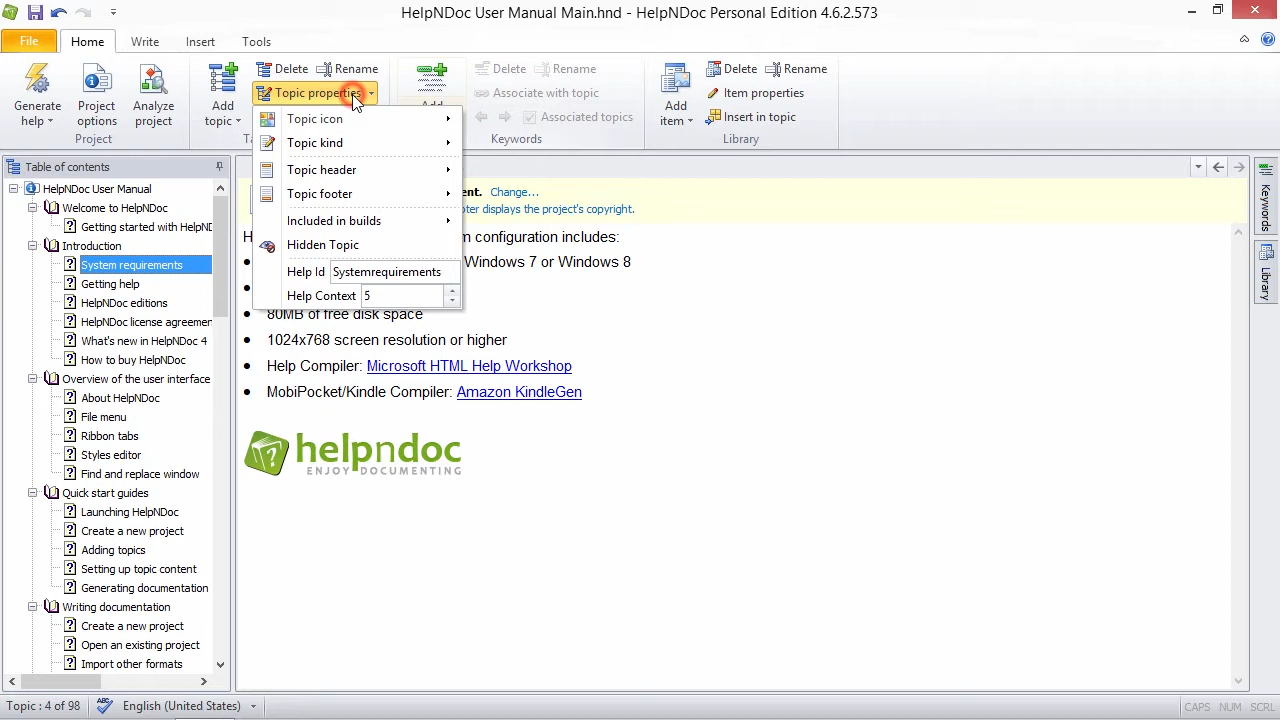 HelpNDoc User Manual Main.hnd - HelpNDoc Personal Edition 4.6.2.573
File Home Write Insert Tools
Generate help
Project options
Analyze project
Project
Add topic
Delete Rename
Topic properties
Add
Delete Rename
Associate with topic
Associated topics
Keywords
Add item
Delete Rename
Item properties
Insert in topic
Library
Topic icon
Topic kind
Topic header
Topic footer
Included in builds
Hidden Topic
Help Id Systemrequirements
Help Context 5
Table of contents
HelpNDoc User Manual
Welcome to HelpNDoc
Getting started with HelpND
Introduction
System requirements
Getting help
HelpNDoc editions
HelpNDoc license agreemen
What's new in HelpNDoc 4
How to buy HelpNDoc
Overview of the user interface
About HelpNDoc
File menu
Ribbon tabs
Styles editor
Find and replace window
Quick start guides
Launching HelpNDoc
Create a new project
Adding topics
Setting up topic content
Generating documentation
Writing documentation
Create a new project
Open an existing project
Import other formats
ent. Change...
oter displays the project's copyright.
m configuration includes:
Windows 7 or Windows 8
80MB of free disk space
1024x768 screen resolution or higher
Help Compiler: Microsoft HTML Help Workshop
MobiPocket/Kindle Compiler: Amazon KindleGen
helpndoc
ENJOY DOCUMENTING
Keywords
Library
Topic : 4 of 98
ABC
English (United States)
CAPS NUM SCRL